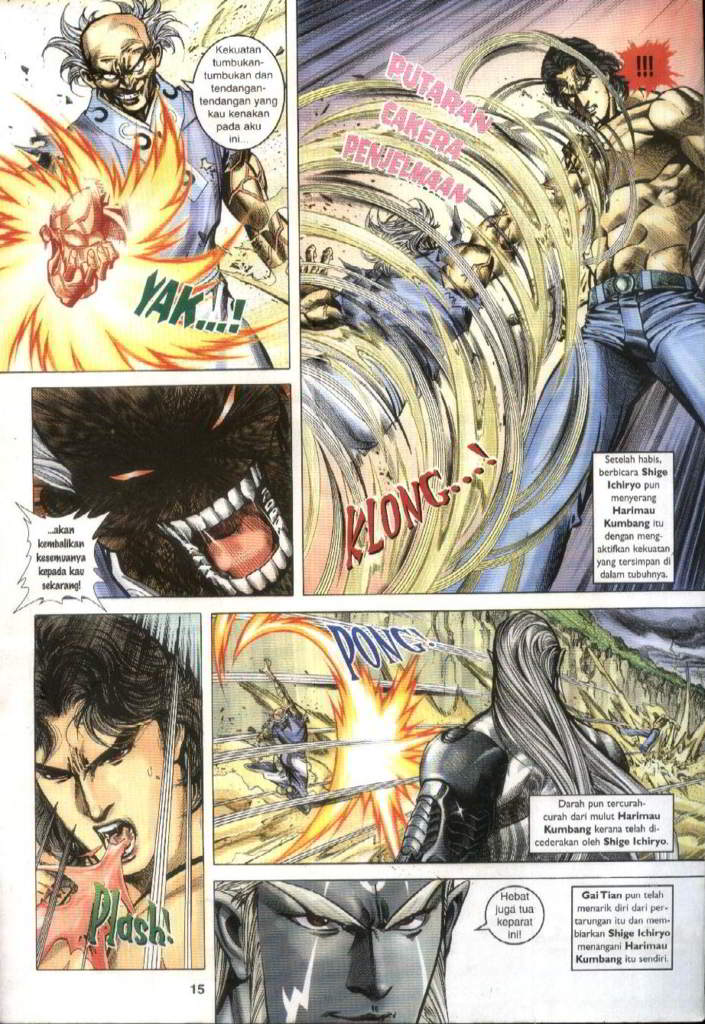 Kekuatan
tumbukan-
tumbukan dan
tendangan-
tendangan yang
kau kenakan
pada aku
ini...
YAK...!
PUTARAN
CAKERA
PENJELMAAN
!!!
KLONG...!
Setelah habis,
berbicara Shige
Ichiryo pun
menyerang
Harimau
Kumbang itu
dengan meng-
aktifkan kekuatan
yang tersimpan di
dalam tubuhnya.
...akan
kembalikan
kesemuanya
kepada kau
sekarang!
PONG!
Darah pun tercurah-
curah dari mulut Harimau
Kumbang kerana telah di-
cederakan oleh Shige Ichiryo.
Plash!
Hebat
juga tua
keparat
ini!
Gai Tian pun telah
menarik diri dari per-
tarungan itu dan mem-
biarkan Shige Ichiryo
menangani Harimau
Kumbang itu sendiri.
15